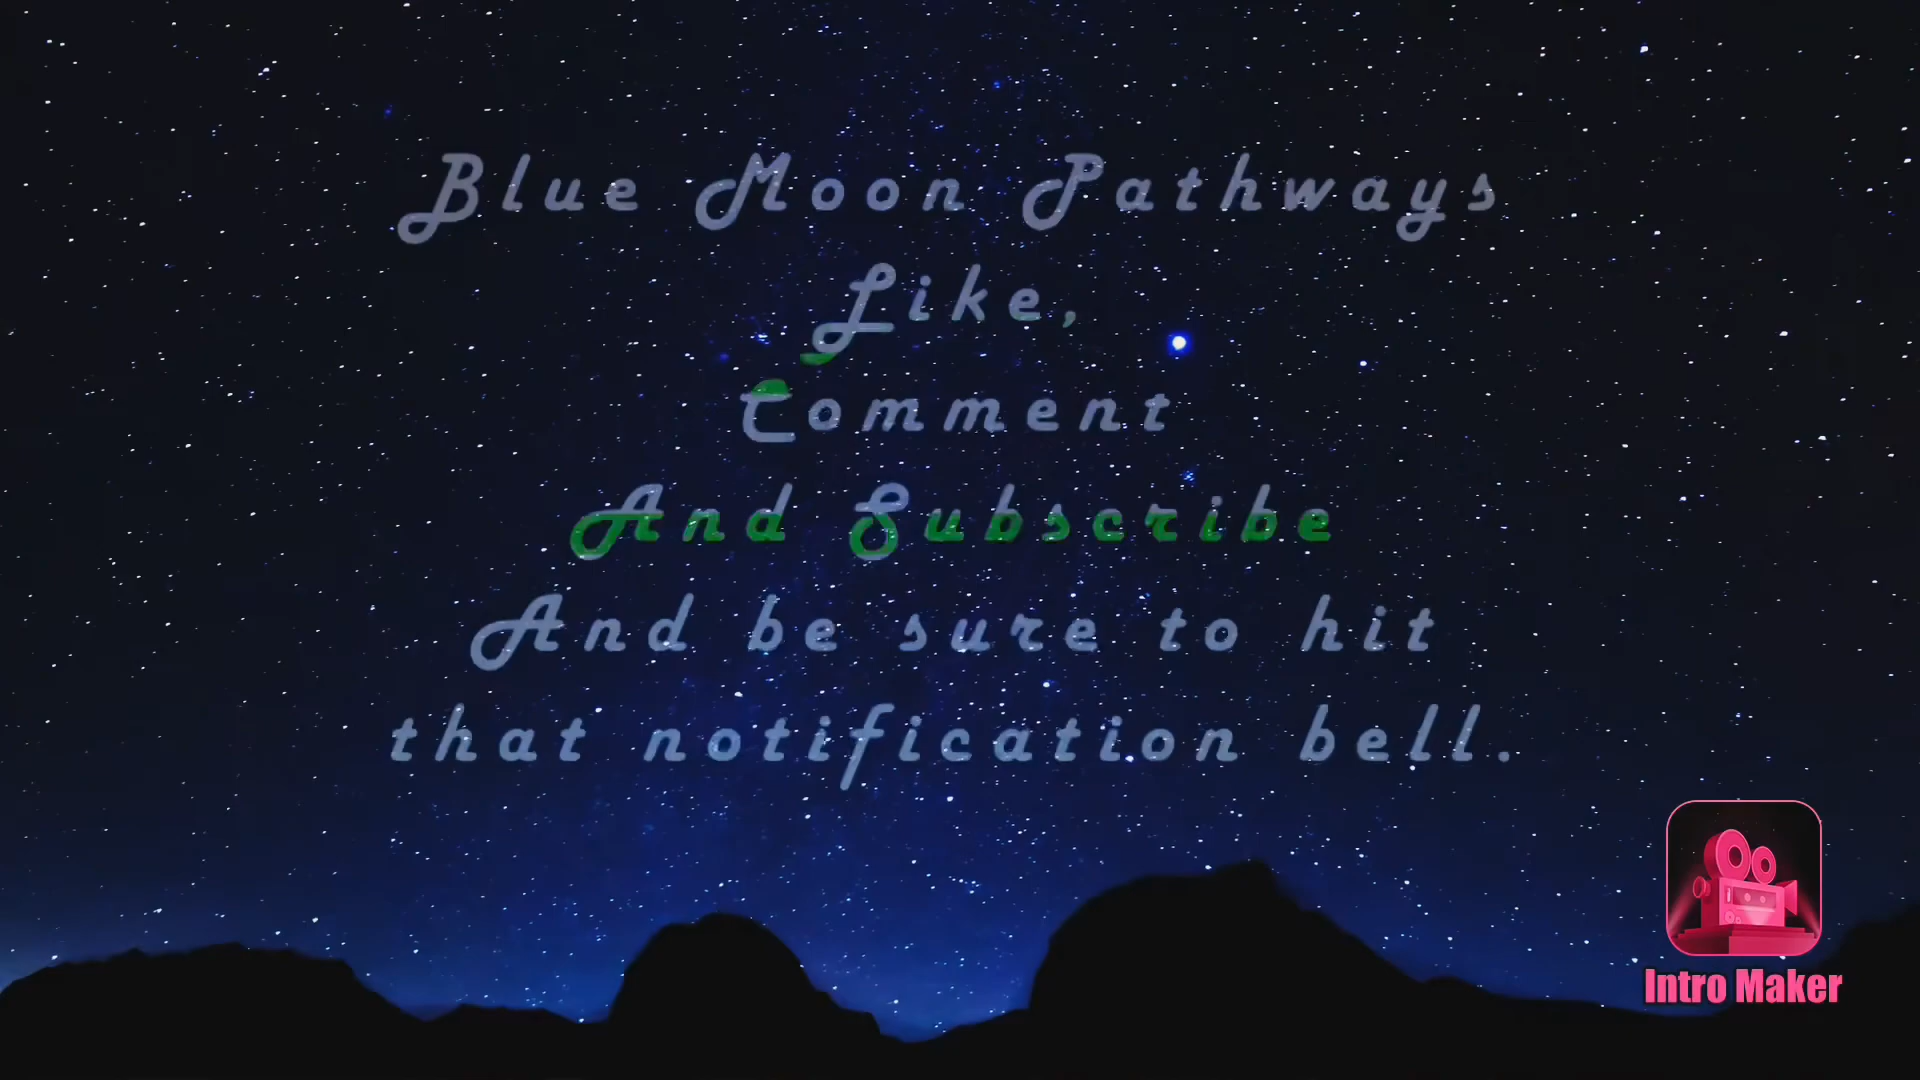 Blue Moon Pathways
Like,
Comment
And Subscribe
And be sure to hit
that notification bell.
Intro Maker